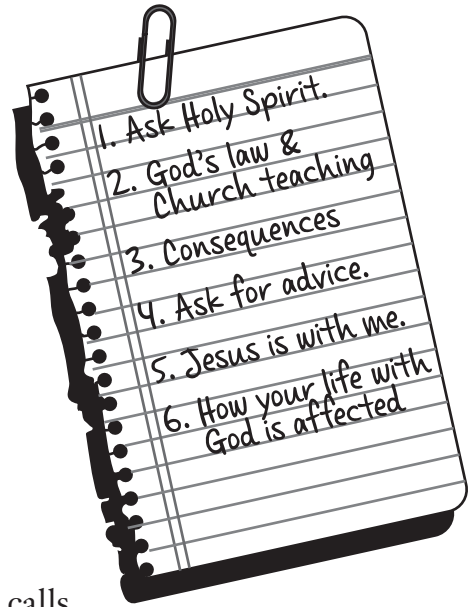 1. Ask Holy Spirit.
2. God's law &
Church teaching
3. Consequences
4. Ask for advice.
5. Jesus is with me.
6. How your life with
God is affected
calls